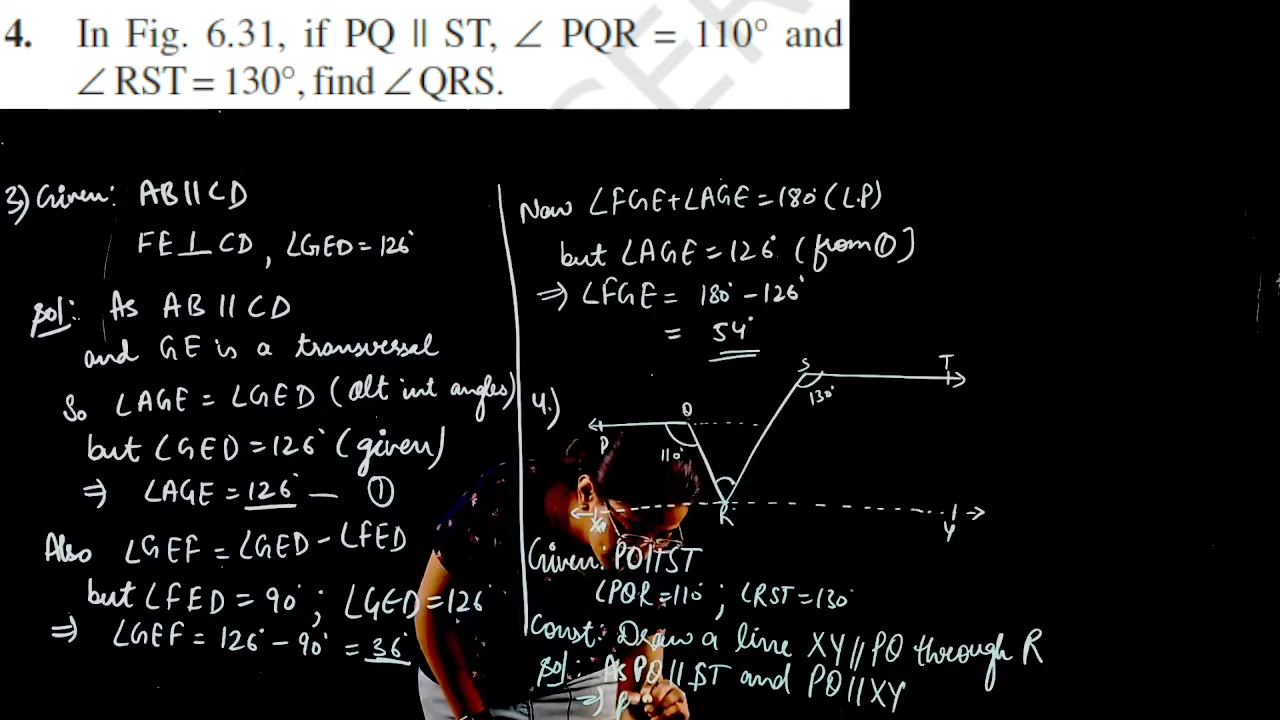 4. In Fig. 6.31, if PQ || ST, ∠ PQR = 110° and
∠ RST = 130°, find ∠QRS.
3) Given: AB || CD
FE ⊥ CD, ∠GED = 126°
Sol: As AB || CD
and GE is a transversal
So ∠AGE = ∠GED (alt int angles)
but ∠GED = 126° (given)
⇒ ∠AGE = 126° — ①
Also ∠GEF = ∠GED - ∠FED
but ∠FED = 90° ; ∠GED = 126°
⇒ ∠GEF = 126° - 90° = 36°
Now ∠FGE + ∠AGE = 180° (L.P)
but ∠AGE = 126° (from ①)
⇒ ∠FGE = 180° - 126°
= 54°
4.)
S T
130°
Q
P
110°
R
X
Y
Given: PQ || ST
∠PQR = 110° ; ∠RST = 130°
Const: Draw a line XY || PQ through R
Sol: As PQ || ST and PQ || XY
⇒ P